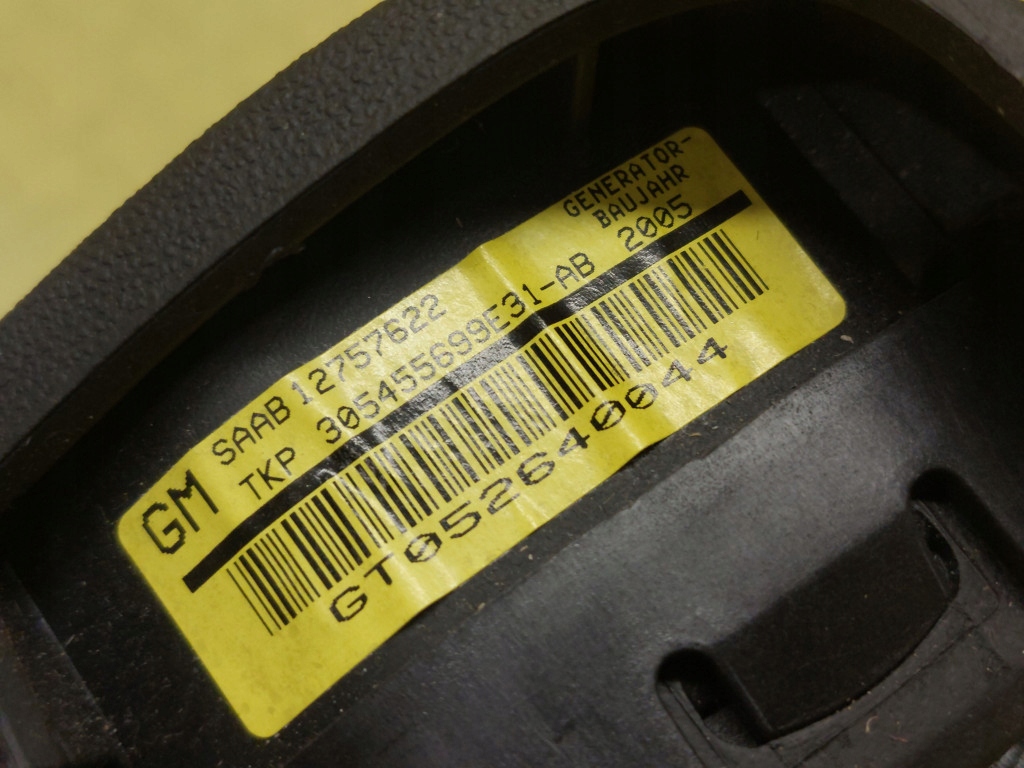 GM SAAB 12757622 GENERATOR-
BAUJAHR
TKP 305455699E31-AB 2005
GT052640044